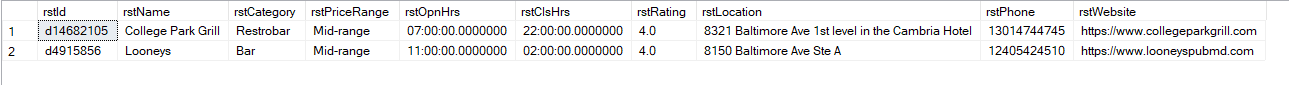 rstId rstName rstCategory rstPriceRange rstOpnHrs rstClsHrs rstRating rstLocation rstPhone rstWebsite
1 d14682105 College Park Grill Restrobar Mid-range 07:00:00.0000000 22:00:00.0000000 4.0 8321 Baltimore Ave 1st level in the Cambria Hotel 13014744745 https://www.collegeparkgrill.com
2 d4915856 Looneys Bar Mid-range 11:00:00.0000000 02:00:00.0000000 4.0 8150 Baltimore Ave Ste A 12405424510 https://www.looneyspubmd.com